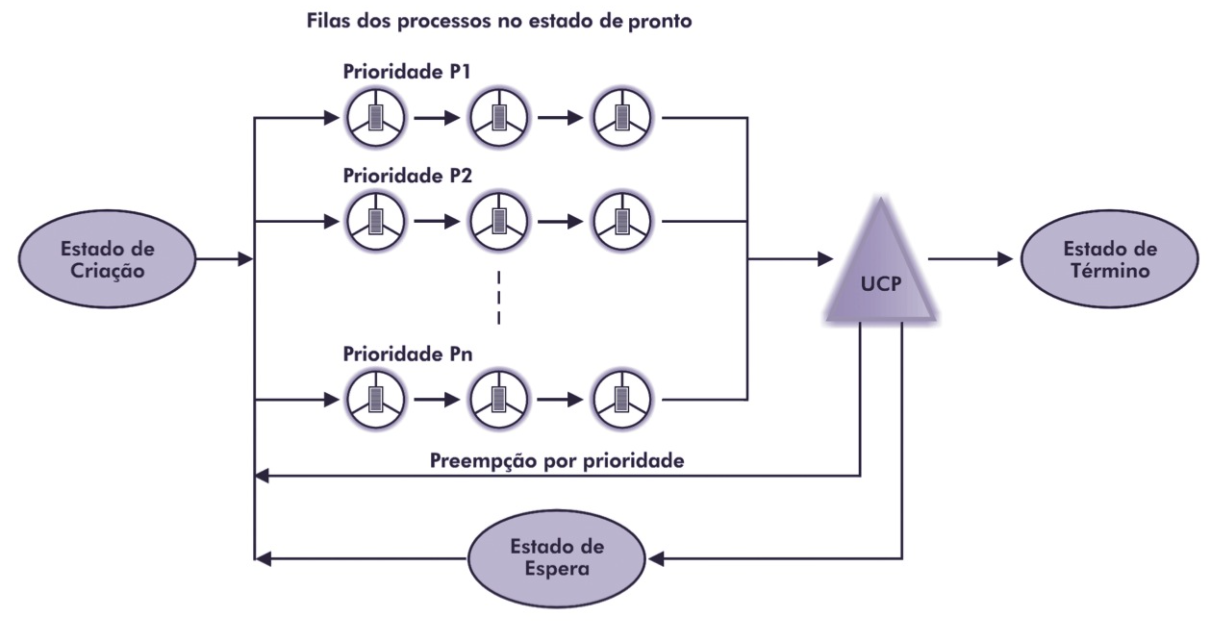 Filas dos processos no estado de pronto
Prioridade P1
Prioridade P2
Estado de
Criação
UCP
Estado de
Término
Prioridade Pn
Preempção por prioridade
Estado de
Espera